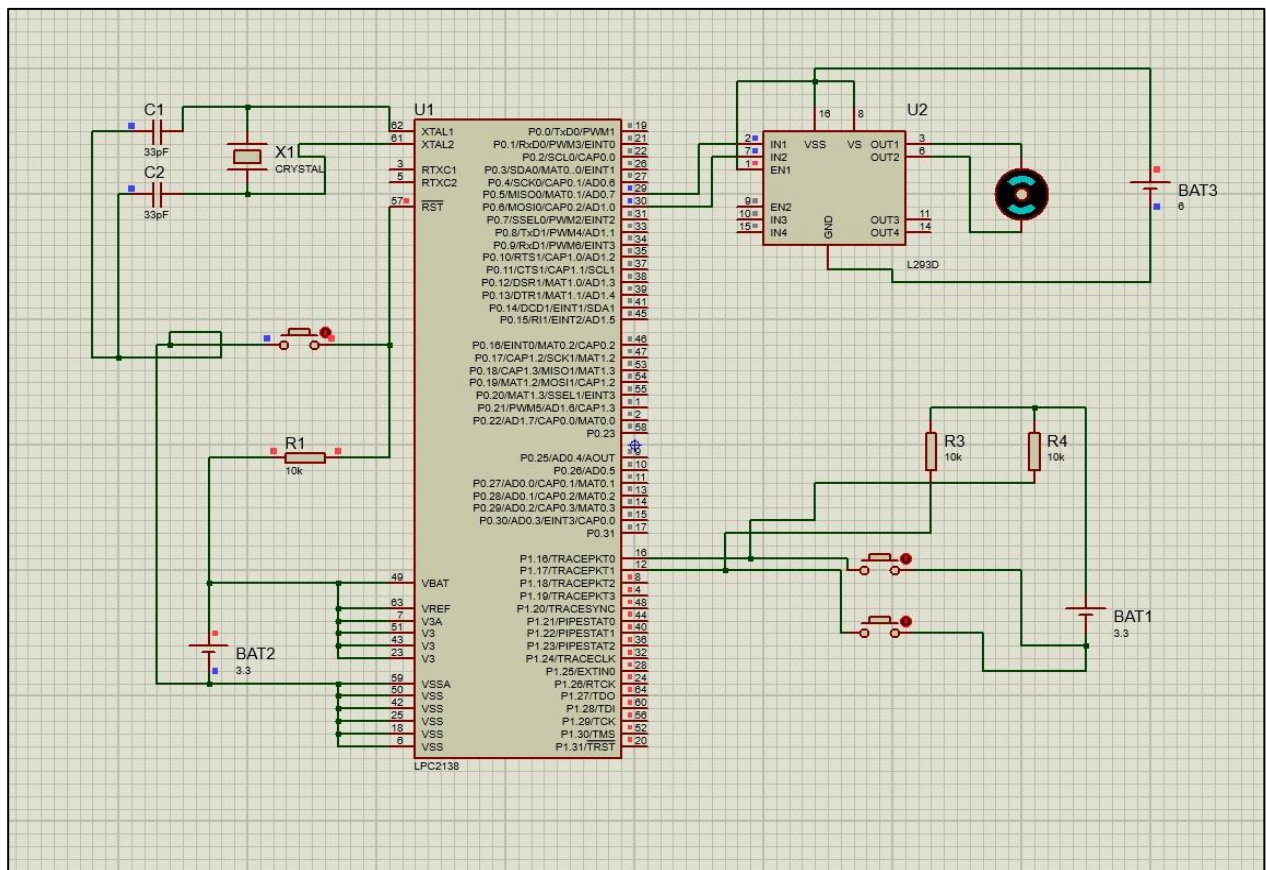 C1
33pF
C2
33pF
X1
CRYSTAL
U1
62 XTAL1
61 XTAL2
3 RTXC1
5 RTXC2
57 RST
49 VBAT
63 VREF
7 V3A
51 V3
43 V3
23 V3
59 VSSA
50 VSS
42 VSS
25 VSS
18 VSS
6 VSS
P0.0/TxD0/PWM1 19
P0.1/RxD0/PWM3/EINT0 21
P0.2/SCL0/CAP0.0 22
P0.3/SDA0/MAT0..0/EINT1 26
P0.4/SCK0/CAP0.1/AD0.6 27
P0.5/MISO0/MAT0.1/AD0.7 29
P0.6/MOSI0/CAP0.2/AD1.0 30
P0.7/SSEL0/PWM2/EINT2 31
P0.8/TxD1/PWM4/AD1.1 33
P0.9/RxD1/PWM6/EINT3 34
P0.10/RTS1/CAP1.0/AD1.2 35
P0.11/CTS1/CAP1.1/SCL1 37
P0.12/DSR1/MAT1.0/AD1.3 38
P0.13/DTR1/MAT1.1/AD1.4 39
P0.14/DCD1/EINT1/SDA1 41
P0.15/RI1/EINT2/AD1.5 45
P0.16/EINT0/MAT0.2/CAP0.2 46
P0.17/CAP1.2/SCK1/MAT1.2 47
P0.18/CAP1.3/MISO1/MAT1.3 53
P0.19/MAT1.2/MOSI1/CAP1.2 54
P0.20/MAT1.3/SSEL1/EINT3 55
P0.21/PWM5/AD1.6/CAP1.3 1
P0.22/AD1.7/CAP0.0/MAT0.0 2
P0.23 58
P0.25/AD0.4/AOUT 9
P0.26/AD0.5 10
P0.27/AD0.0/CAP0.1/MAT0.1 11
P0.28/AD0.1/CAP0.2/MAT0.2 13
P0.29/AD0.2/CAP0.3/MAT0.3 14
P0.30/AD0.3/EINT3/CAP0.0 15
P0.31 17
P1.16/TRACEPKT0 16
P1.17/TRACEPKT1 12
P1.18/TRACEPKT2 8
P1.19/TRACEPKT3 4
P1.20/TRACESYNC 48
P1.21/PIPESTAT0 44
P1.22/PIPESTAT1 40
P1.23/PIPESTAT2 36
P1.24/TRACECLK 32
P1.25/EXTIN0 28
P1.26/RTCK 24
P1.27/TDO 64
P1.28/TDI 60
P1.29/TCK 56
P1.30/TMS 52
P1.31/TRST 20
LPC2138
R1
10k
BAT2
3.3
U2
16 8
VSS VS
2 IN1
7 IN2
1 EN1
9 EN2
10 IN3
15 IN4
OUT1 3
OUT2 6
OUT3 11
OUT4 14
GND
L293D
BAT3
6
R3
10k
R4
10k
BAT1
3.3